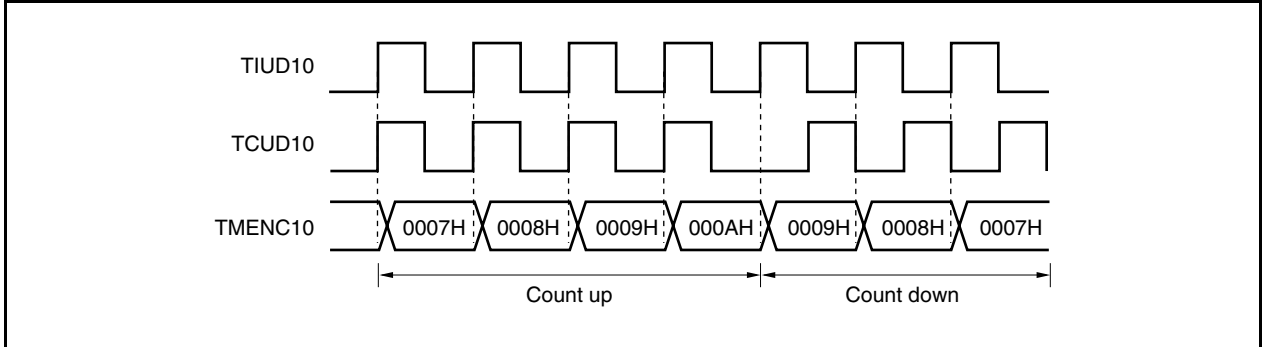 TIUD10
TCUD10
TMENC10 0007H 0008H 0009H 000AH 0009H 0008H 0007H
Count up Count down